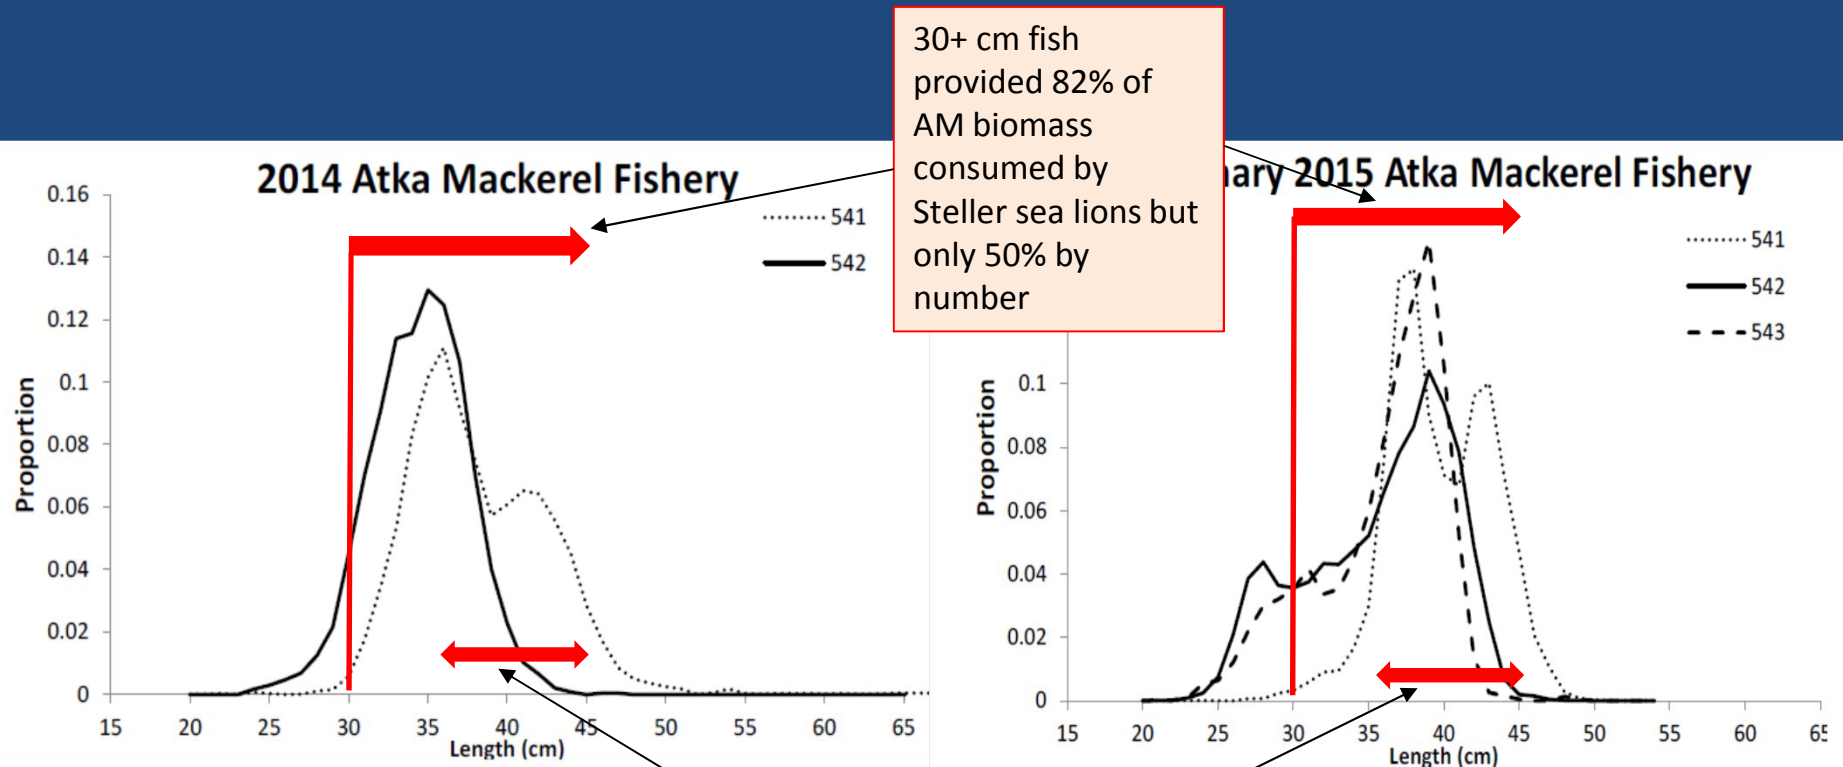 30+ cm fish
provided 82% of
AM biomass
consumed by
Steller sea lions but
only 50% by
number
2014 Atka Mackerel Fishery
0.16
0.14
0.12
0.1
0.08
0.06
0.04
0.02
0
Proportion
541
542
15 20 25 30 35 40 45 50 55 60 65
Length (cm)
2015 Atka Mackerel Fishery
0.1
0.08
0.06
0.04
0.02
0
Proportion
541
542
543
15 20 25 30 35 40 45 50 55 60 65
Length (cm)